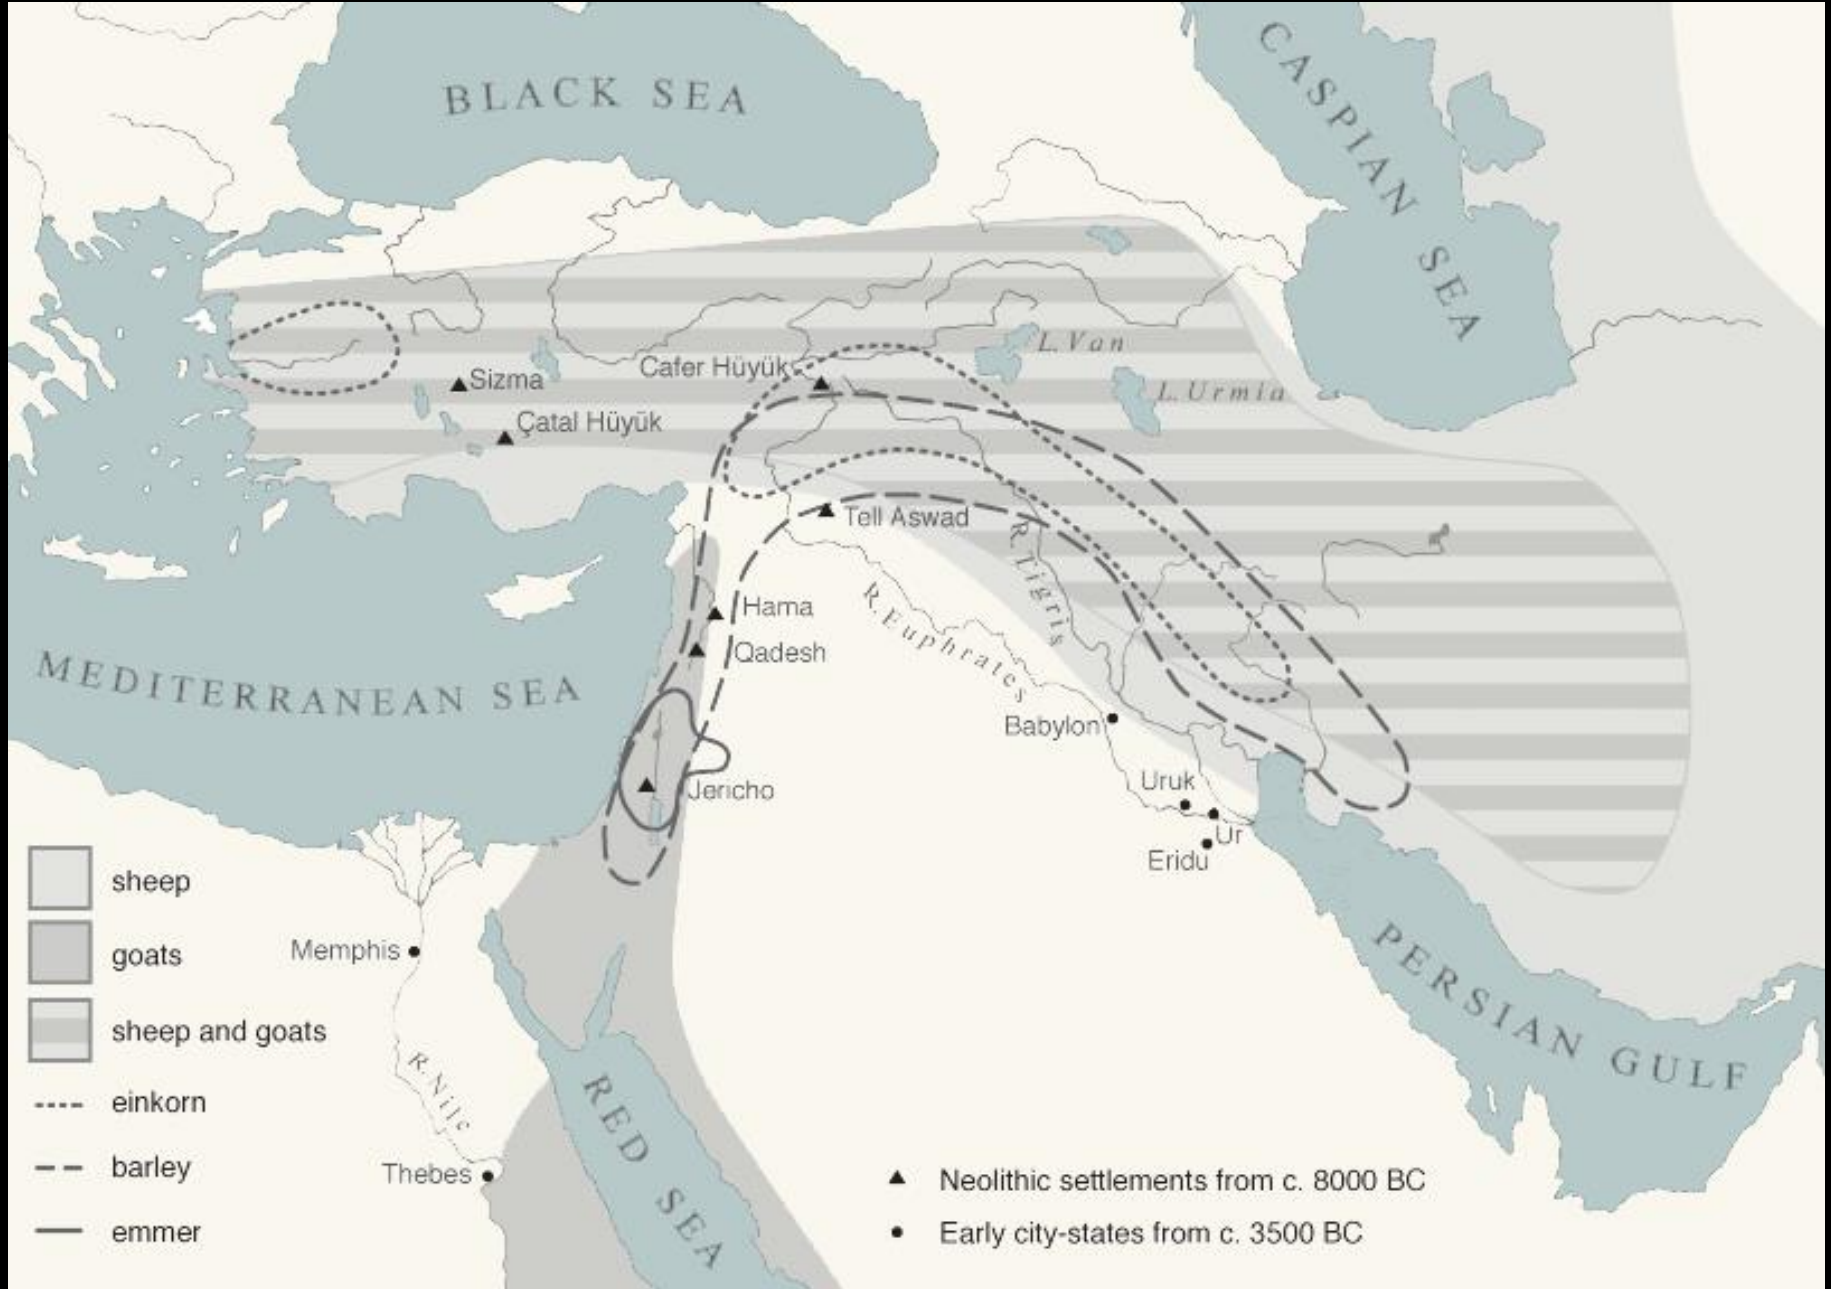 BLACK SEA
CASPIAN SEA
L.Van
Cafer Hüyük
Sizma
L.Urmia
Çatal Hüyük
Tell Aswad
R.Tigris
Hama
R.Euphrates
Qadesh
MEDITERRANEAN SEA
Babylon
Uruk
Jericho
Ur
Eridu
sheep
Memphis
goats
PERSIAN GULF
sheep and goats
R.Nile
einkorn
RED SEA
barley
Thebes
Neolithic settlements from c. 8000 BC
emmer
Early city-states from c. 3500 BC